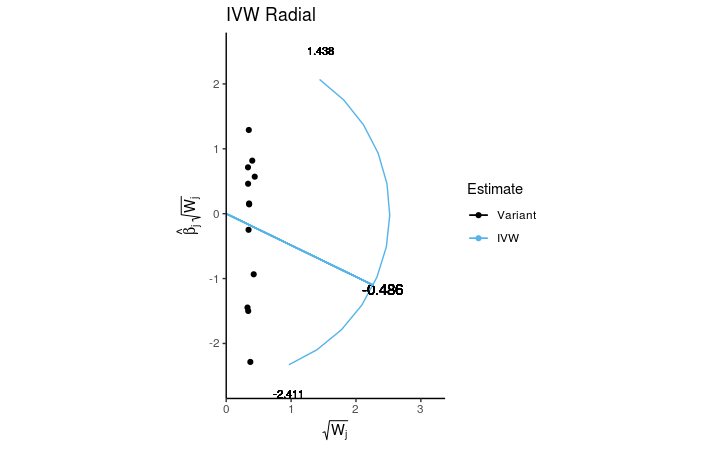 IVW Radial
1.438
2
1
0
-1
-2
β̂ⱼ√Wⱼ
-0.486
-2.411
0
1
2
3
√Wⱼ
Estimate
Variant
IVW